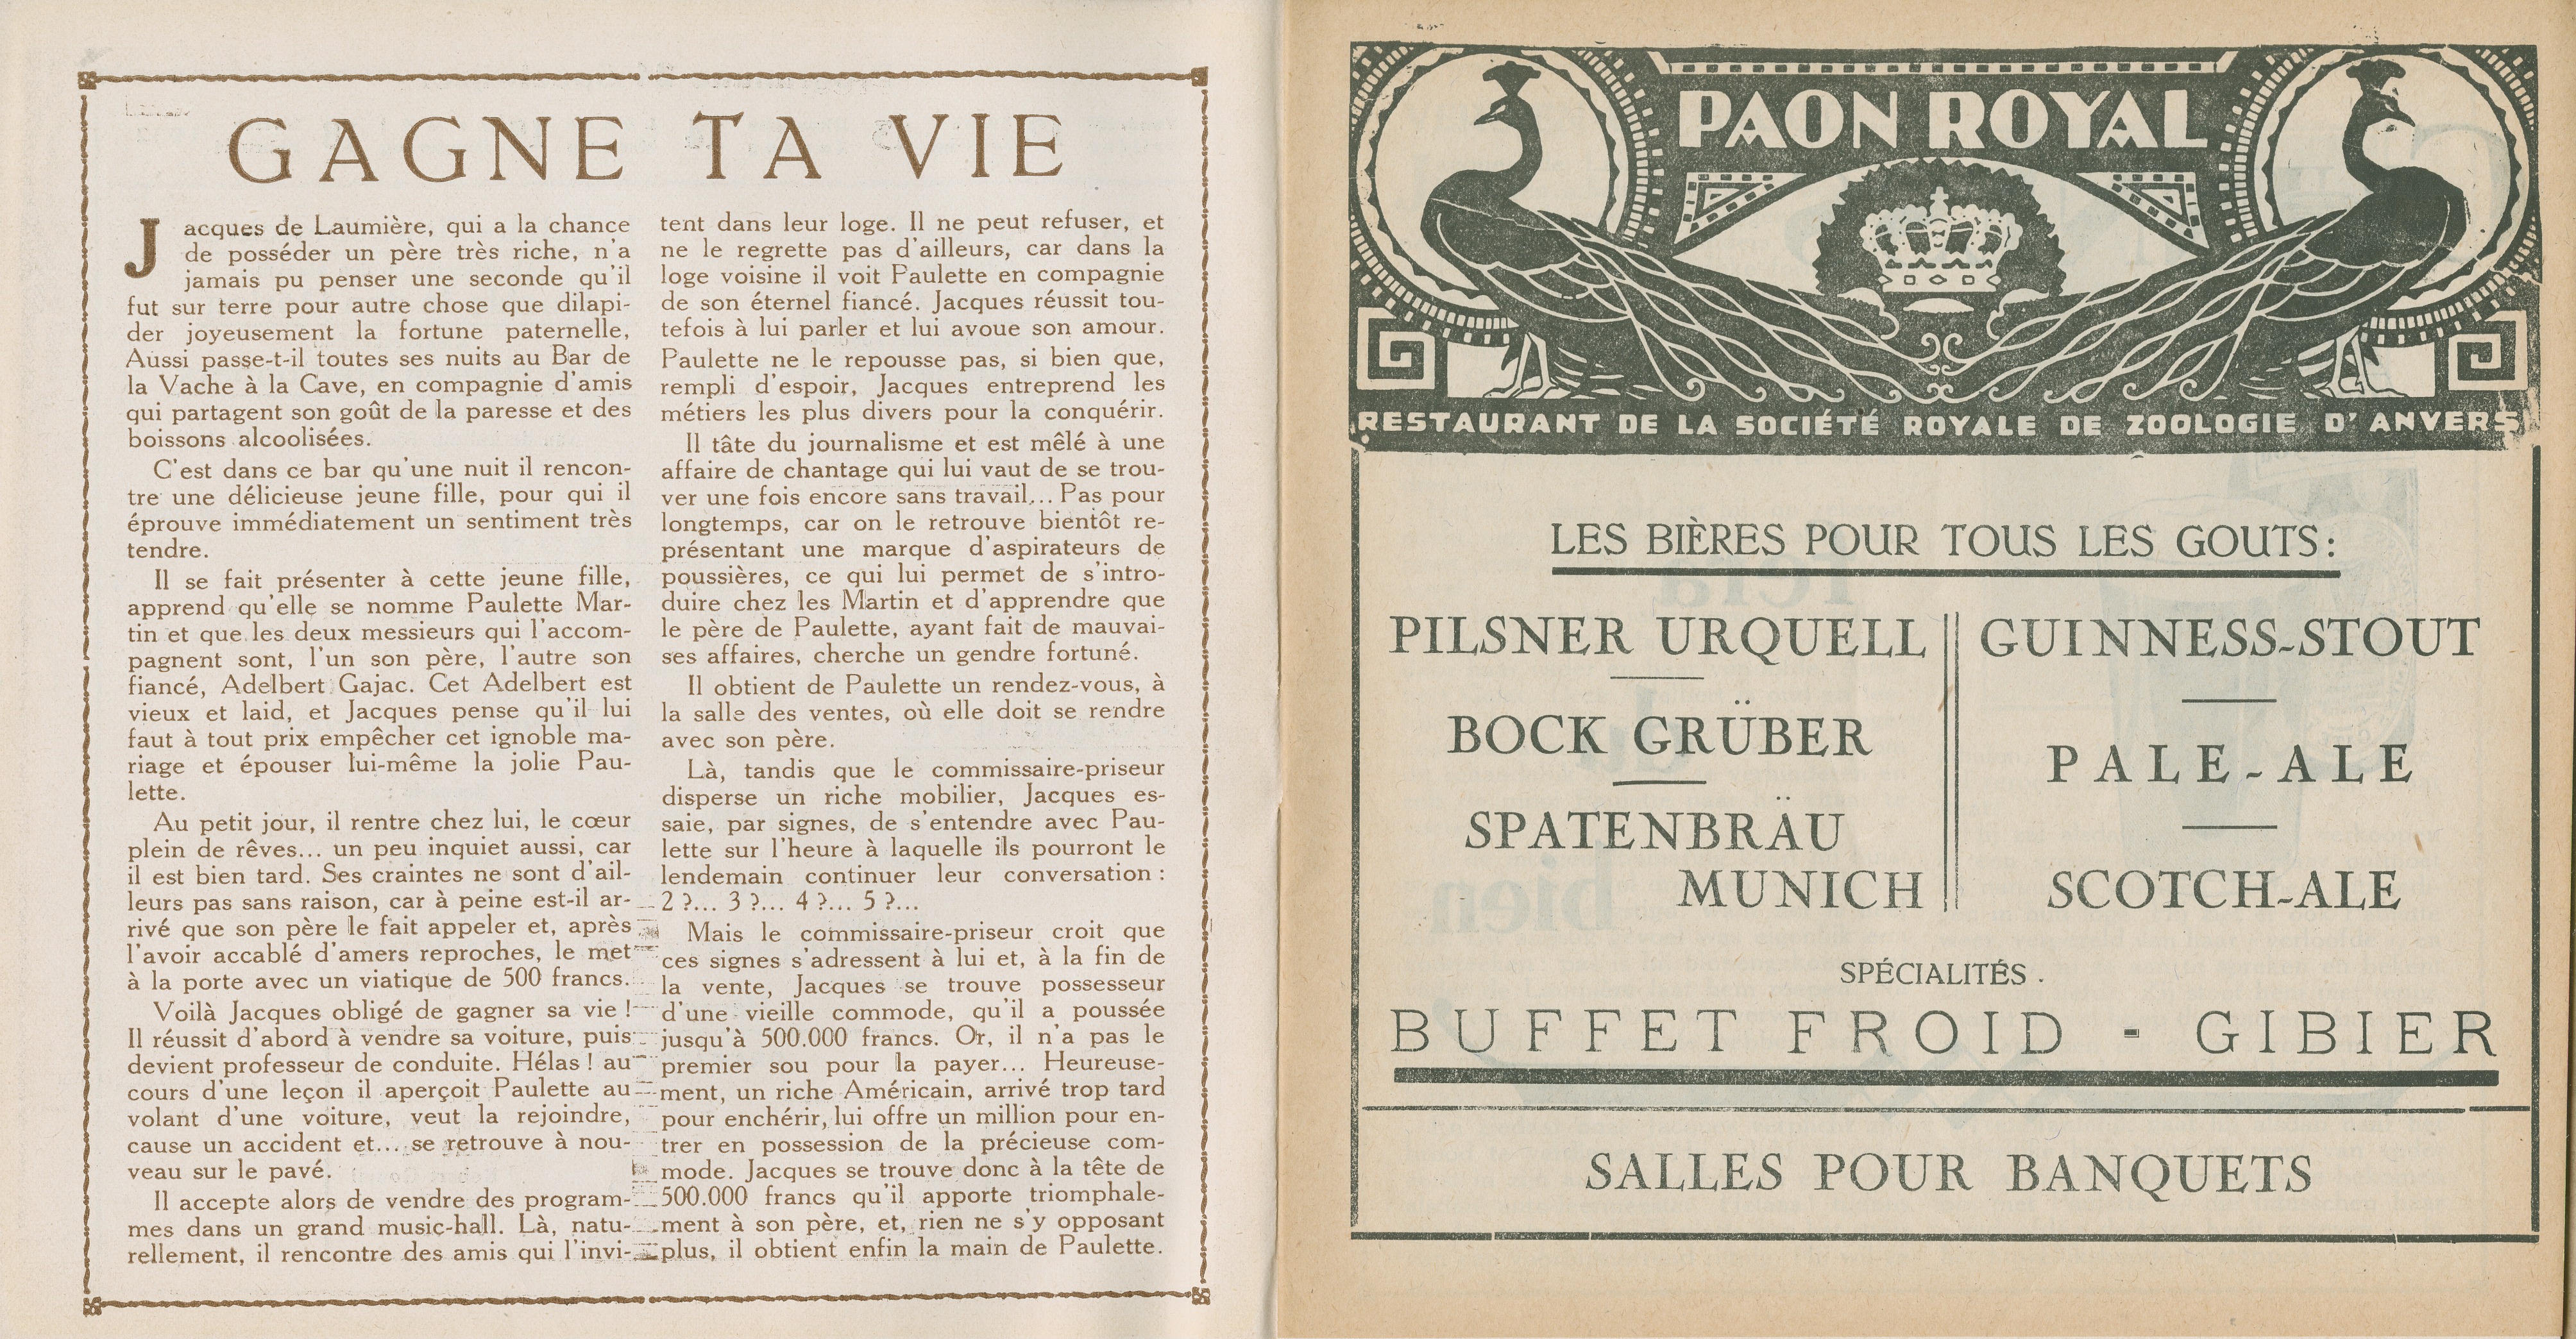 GAGNE TA VIE
Jacques de Laumière, qui a la chance
de posséder un père très riche, n'a
jamais pu penser une seconde qu'il
fut sur terre pour autre chose que dilapi-
der joyeusement la fortune paternelle,
Aussi passe-t-il toutes ses nuits au Bar de
la Vache à la Cave, en compagnie d'amis
qui partagent son goût de la paresse et des
boissons alcoolisées.
C'est dans ce bar qu'une nuit il rencon-
tre une délicieuse jeune fille, pour qui il
éprouve immédiatement un sentiment très
tendre.
Il se fait présenter à cette jeune fille,
apprend qu'elle se nomme Paulette Mar-
tin et que les deux messieurs qui l'accom-
pagnent sont, l'un son père, l'autre son
fiancé, Adelbert Gajac. Cet Adelbert est
vieux et laid, et Jacques pense qu'il lui
faut à tout prix empêcher cet ignoble ma-
riage et épouser lui-même la jolie Pau-
lette.
Au petit jour, il rentre chez lui, le cœur
plein de rêves... un peu inquiet aussi, car
il est bien tard. Ses craintes ne sont d'ail-
leurs pas sans raison, car à peine est-il ar-
rivé que son père le fait appeler et, après
l'avoir accablé d'amers reproches, le met
à la porte avec un viatique de 500 francs.
Voilà Jacques obligé de gagner sa vie !
Il réussit d'abord à vendre sa voiture, puis
devient professeur de conduite. Hélas ! au
cours d'une leçon il aperçoit Paulette au
volant d'une voiture, veut la rejoindre,
cause un accident et... se retrouve à nou-
veau sur le pavé.
Il accepte alors de vendre des program-
mes dans un grand music-hall. Là, natu-
rellement, il rencontre des amis qui l'invi-
tent dans leur loge. Il ne peut refuser, et
ne le regrette pas d'ailleurs, car dans la
loge voisine il voit Paulette en compagnie
de son éternel fiancé. Jacques réussit tou-
tefois à lui parler et lui avoue son amour.
Paulette ne le repousse pas, si bien que,
rempli d'espoir, Jacques entreprend les
métiers les plus divers pour la conquérir.
Il tâte du journalisme et est mêlé à une
affaire de chantage qui lui vaut de se trou-
ver une fois encore sans travail... Pas pour
longtemps, car on le retrouve bientôt re-
présentant une marque d'aspirateurs de
poussières, ce qui lui permet de s'intro-
duire chez les Martin et d'apprendre que
le père de Paulette, ayant fait de mauvai-
ses affaires, cherche un gendre fortuné.
Il obtient de Paulette un rendez-vous, à
la salle des ventes, où elle doit se rendre
avec son père.
Là, tandis que le commissaire-priseur
disperse un riche mobilier, Jacques es-
saie, par signes, de s'entendre avec Pau-
lette sur l'heure à laquelle ils pourront le
lendemain continuer leur conversation :
2 ?... 3 ?... 4 ?... 5 ?...
Mais le commissaire-priseur croit que
ces signes s'adressent à lui et, à la fin de
la vente, Jacques se trouve possesseur
d'une vieille commode, qu'il a poussée
jusqu'à 500.000 francs. Or, il n'a pas le
premier sou pour la payer... Heureuse-
ment, un riche Américain, arrivé trop tard
pour enchérir, lui offre un million pour en-
trer en possession de la précieuse com-
mode. Jacques se trouve donc à la tête de
500.000 francs qu'il apporte triomphale-
ment à son père, et, rien ne s'y opposant
plus, il obtient enfin la main de Paulette.
PAON ROYAL
RESTAURANT DE LA SOCIÉTÉ ROYALE DE ZOOLOGIE D'ANVERS
LES BIÈRES POUR TOUS LES GOUTS:
PILSNER URQUELL
BOCK GRÜBER
SPATENBRÄU
MUNICH
GUINNESS-STOUT
PALE-ALE
SCOTCH-ALE
SPÉCIALITÉS.
BUFFET FROID - GIBIER
SALLES POUR BANQUETS